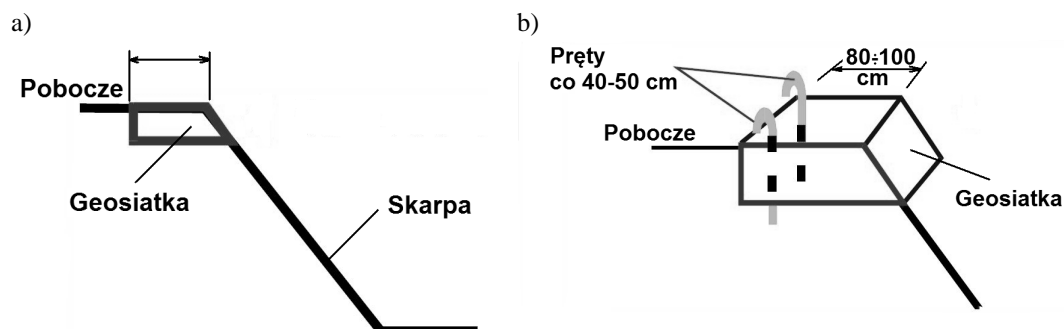 a)
Pobocze
Geosiatka
Skarpa
b)
Pręty
co 40-50 cm
80÷100
cm
Pobocze
Geosiatka